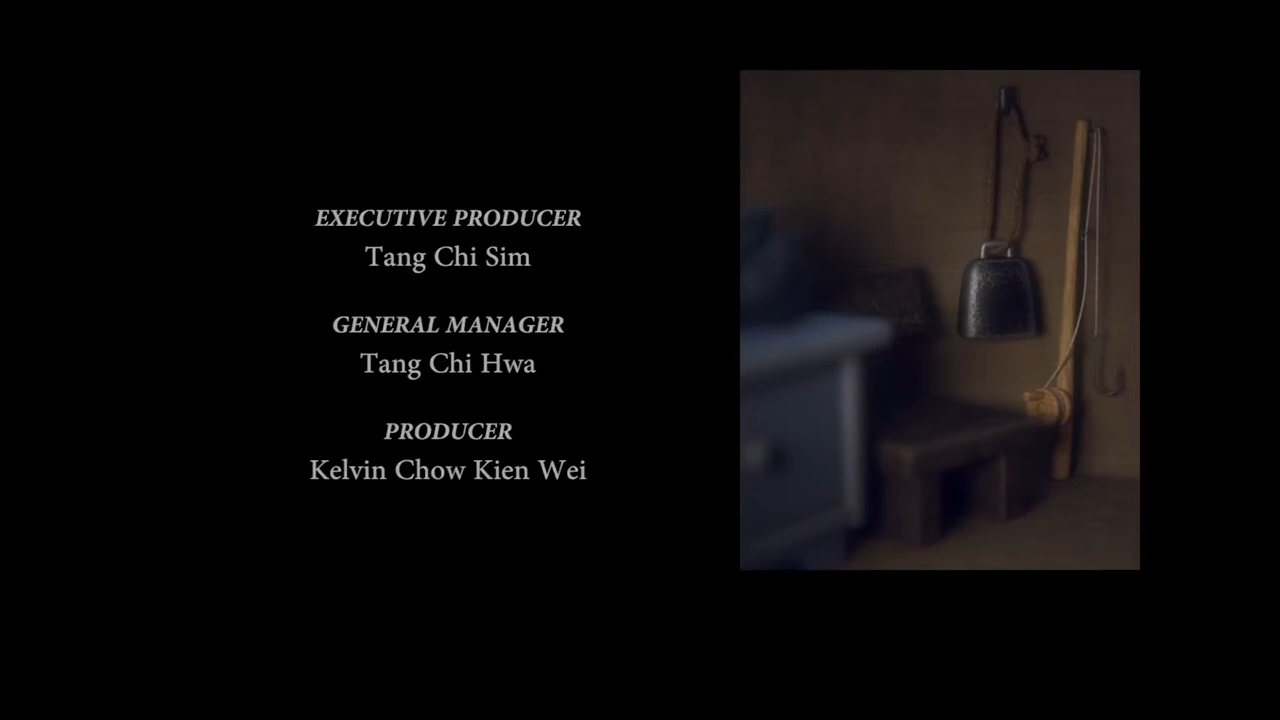 EXECUTIVE PRODUCER
Tang Chi Sim
GENERAL MANAGER
Tang Chi Hwa
PRODUCER
Kelvin Chow Kien Wei